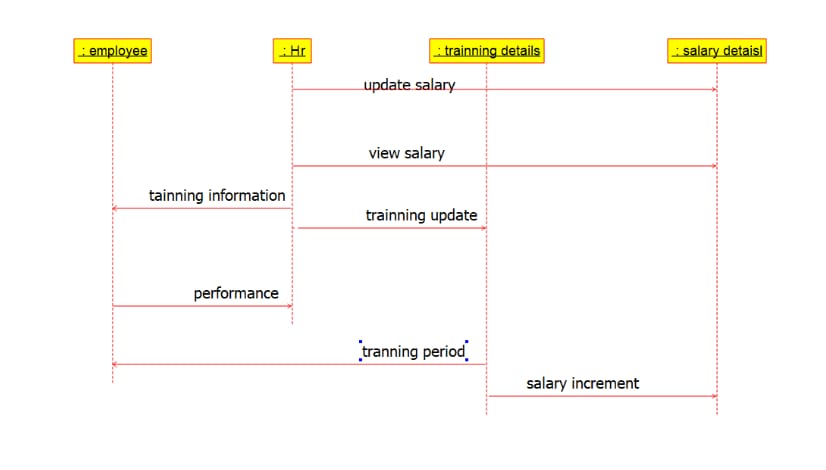 : employee
: Hr
: trainning details
: salary detaisl
update salary
view salary
tainning information
trainning update
performance
tranning period
salary increment